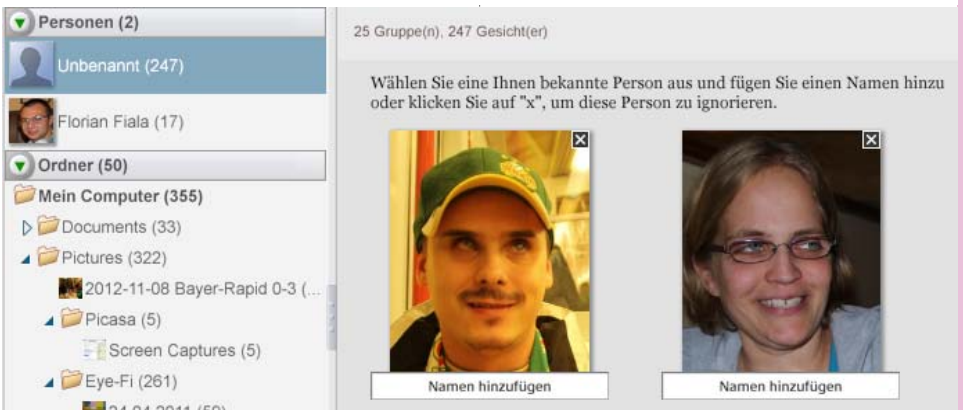 Personen (2)
Unbenannt (247)
Florian Fiala (17)
Ordner (50)
Mein Computer (355)
Documents (33)
Pictures (322)
2012-11-08 Bayer-Rapid 0-3 (...
Picasa (5)
Screen Captures (5)
Eye-Fi (261)
25 Gruppe(n), 247 Gesicht(er)
Wählen Sie eine Ihnen bekannte Person aus und fügen Sie einen Namen hinzu
oder klicken Sie auf "x", um diese Person zu ignorieren.
Namen hinzufügen
Namen hinzufügen